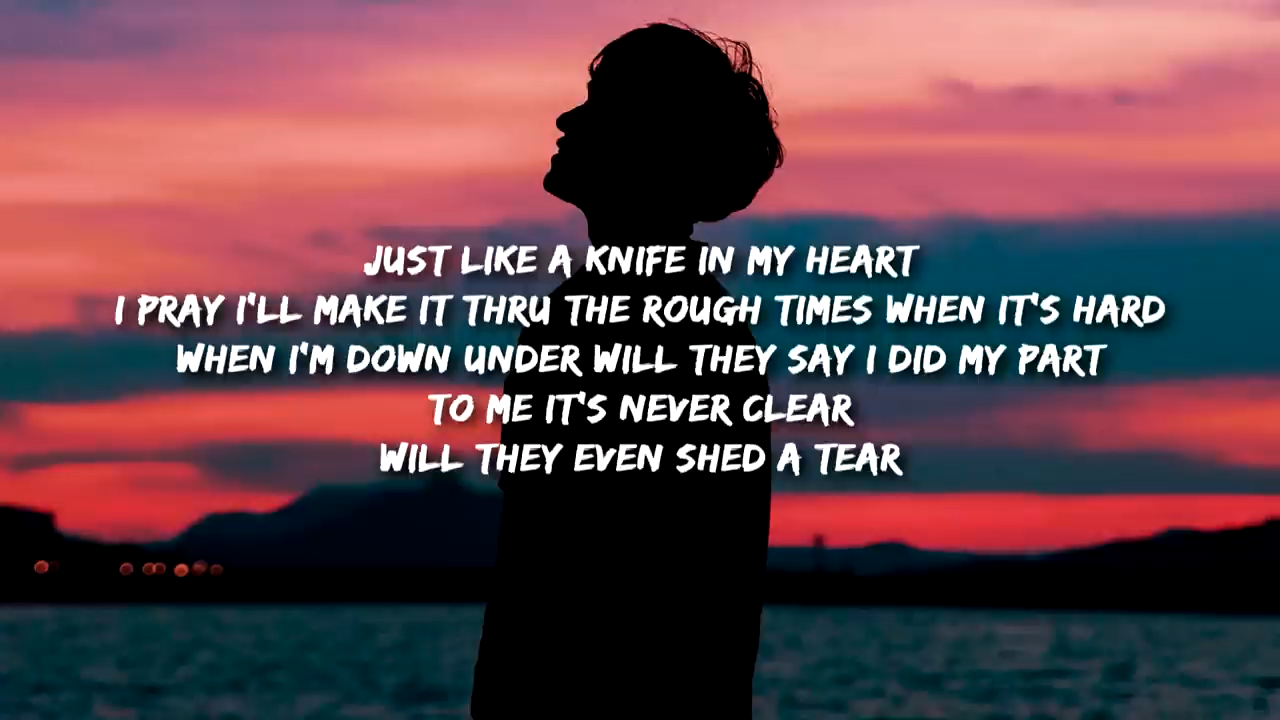 JUST LIKE A KNIFE IN MY HEART
I PRAY I'LL MAKE IT THRU THE ROUGH TIMES WHEN IT'S HARD
WHEN I'M DOWN UNDER WILL THEY SAY I DID MY PART
TO ME IT'S NEVER CLEAR
WILL THEY EVEN SHED A TEAR